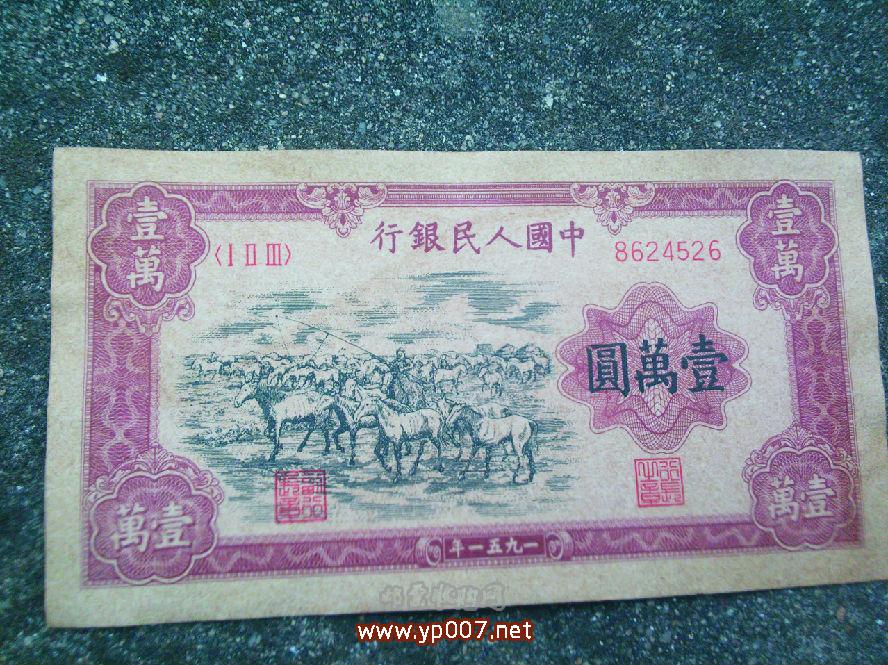 行銀民人國中
〈I II III〉
8624526
壹萬
壹萬
圓萬壹
萬壹
萬壹
年一五九一
www.yp007.net